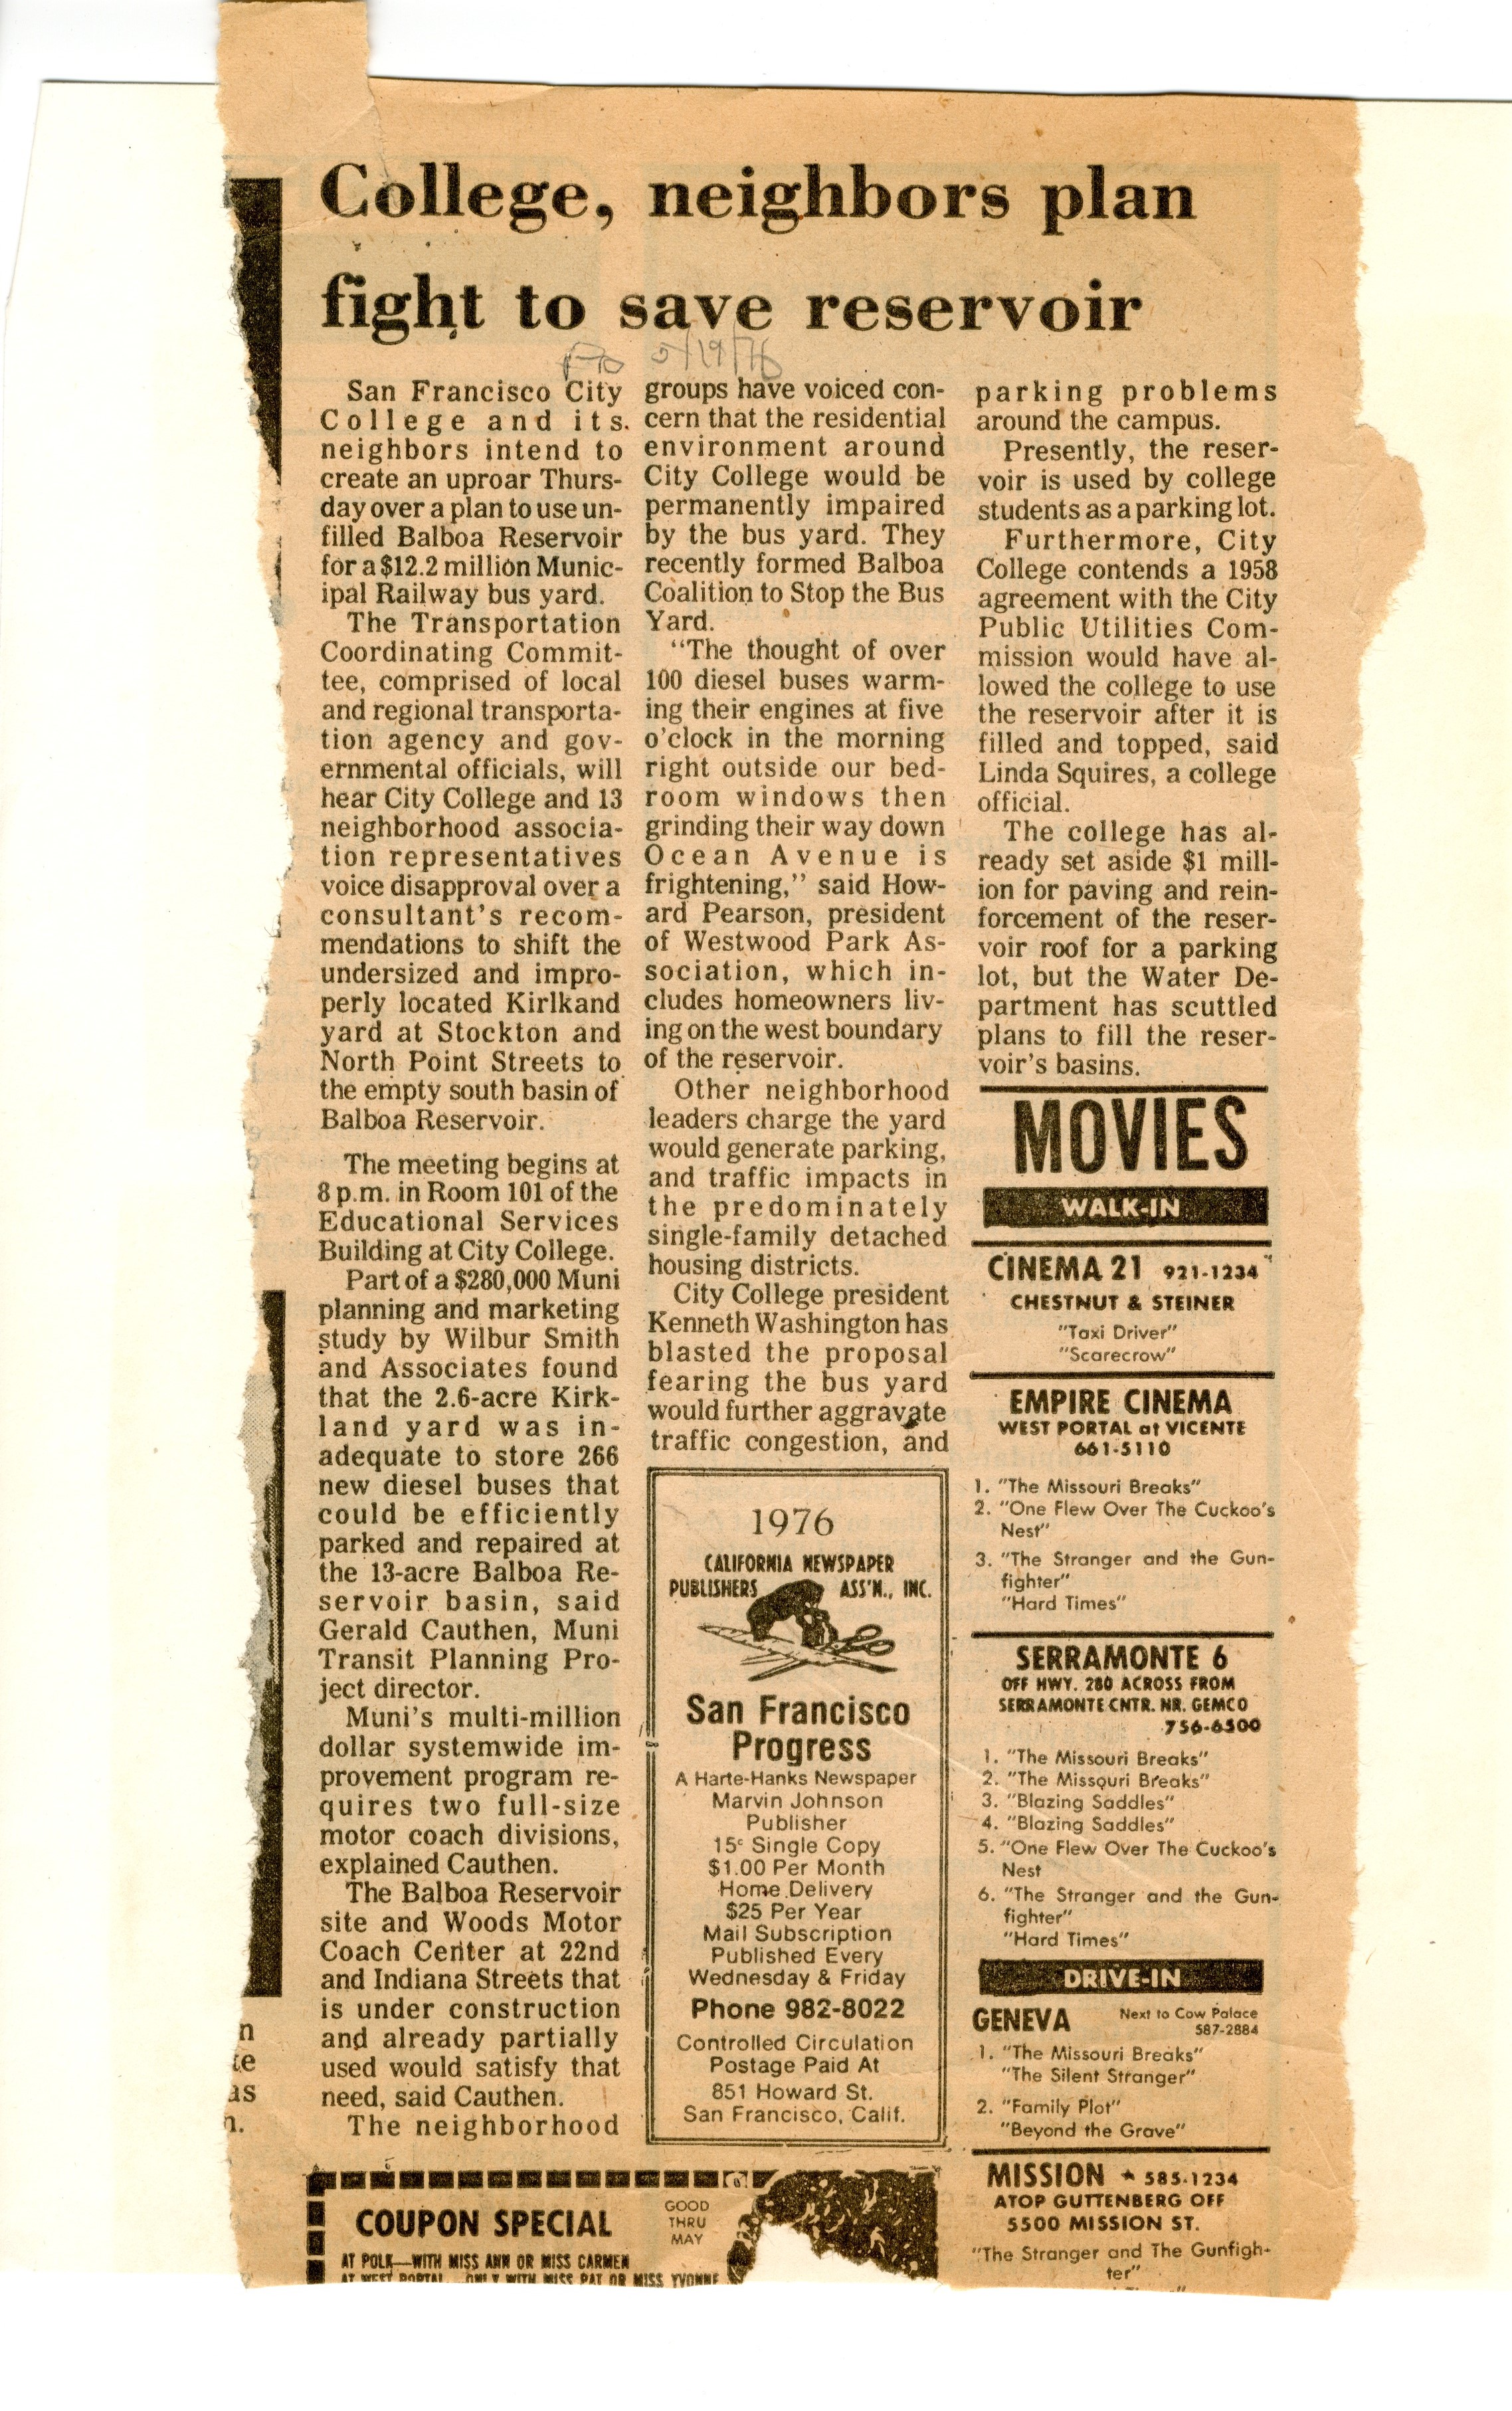 College, neighbors plan
fight to save reservoir
5/19/76
San Francisco City
College and its
neighbors intend to
create an uproar Thurs-
day over a plan to use un-
filled Balboa Reservoir
for a $12.2 million Munic-
ipal Railway bus yard.
The Transportation
Coordinating Commit-
tee, comprised of local
and regional transporta-
tion agency and gov-
ernmental officials, will
hear City College and 13
neighborhood associa-
tion representatives
voice disapproval over a
consultant's recom-
mendations to shift the
undersized and impro-
perly located Kirlkand
yard at Stockton and
North Point Streets to
the empty south basin of
Balboa Reservoir.
The meeting begins at
8 p.m. in Room 101 of the
Educational Services
Building at City College.
Part of a $280,000 Muni
planning and marketing
study by Wilbur Smith
and Associates found
that the 2.6-acre Kirk-
land yard was in-
adequate to store 266
new diesel buses that
could be efficiently
parked and repaired at
the 13-acre Balboa Re-
servoir basin, said
Gerald Cauthen, Muni
Transit Planning Pro-
ject director.
Muni's multi-million
dollar systemwide im-
provement program re-
quires two full-size
motor coach divisions,
explained Cauthen.
The Balboa Reservoir
site and Woods Motor
Coach Center at 22nd
and Indiana Streets that
is under construction
and already partially
used would satisfy that
need, said Cauthen.
The neighborhood
groups have voiced con-
cern that the residential
environment around
City College would be
permanently impaired
by the bus yard. They
recently formed Balboa
Coalition to Stop the Bus
Yard.
"The thought of over
100 diesel buses warm-
ing their engines at five
o'clock in the morning
right outside our bed-
room windows then
grinding their way down
Ocean Avenue is
frightening," said How-
ard Pearson, president
of Westwood Park As-
sociation, which in-
cludes homeowners liv-
ing on the west boundary
of the reservoir.
Other neighborhood
leaders charge the yard
would generate parking,
and traffic impacts in
the predominately
single-family detached
housing districts.
City College president
Kenneth Washington has
blasted the proposal
fearing the bus yard
would further aggravate
traffic congestion, and
parking problems
around the campus.
Presently, the reser-
voir is used by college
students as a parking lot.
Furthermore, City
College contends a 1958
agreement with the City
Public Utilities Com-
mission would have al-
lowed the college to use
the reservoir after it is
filled and topped, said
Linda Squires, a college
official.
The college has al-
ready set aside $1 mill-
ion for paving and rein-
forcement of the reser-
voir roof for a parking
lot, but the Water De-
partment has scuttled
plans to fill the reser-
voir's basins.
1976
CALIFORNIA NEWSPAPER
PUBLISHERS ASS'N., INC.
San Francisco
Progress
A Harte-Hanks Newspaper
Marvin Johnson
Publisher
15c Single Copy
$1.00 Per Month
Home Delivery
$25 Per Year
Mail Subscription
Published Every
Wednesday & Friday
Phone 982-8022
Controlled Circulation
Postage Paid At
851 Howard St.
San Francisco, Calif.
MOVIES
WALK-IN
CINEMA 21 921-1234
CHESTNUT & STEINER
"Taxi Driver"
"Scarecrow"
EMPIRE CINEMA
WEST PORTAL at VICENTE
661-5110
1. "The Missouri Breaks"
2. "One Flew Over The Cuckoo's
Nest"
3. "The Stranger and the Gun-
fighter"
"Hard Times"
SERRAMONTE 6
OFF HWY. 280 ACROSS FROM
SERRAMONTE CNTR. NR. GEMCO
756-6500
1. "The Missouri Breaks"
2. "The Missouri Breaks"
3. "Blazing Saddles"
4. "Blazing Saddles"
5. "One Flew Over The Cuckoo's
Nest
6. "The Stranger and the Gun-
fighter"
"Hard Times"
DRIVE-IN
GENEVA Next to Cow Palace
587-2884
1. "The Missouri Breaks"
"The Silent Stranger"
2. "Family Plot"
"Beyond the Grave"
MISSION ★ 585-1234
ATOP GUTTENBERG OFF
5500 MISSION ST.
"The Stranger and The Gunfigh-
ter"
n
te
as
n.
COUPON SPECIAL
GOOD
THRU
MAY
AT POLK—WITH MISS ANN OR MISS CARMEN
AT WEST PORTAL ONLY WITH MISS PAT OR MISS YVONNE